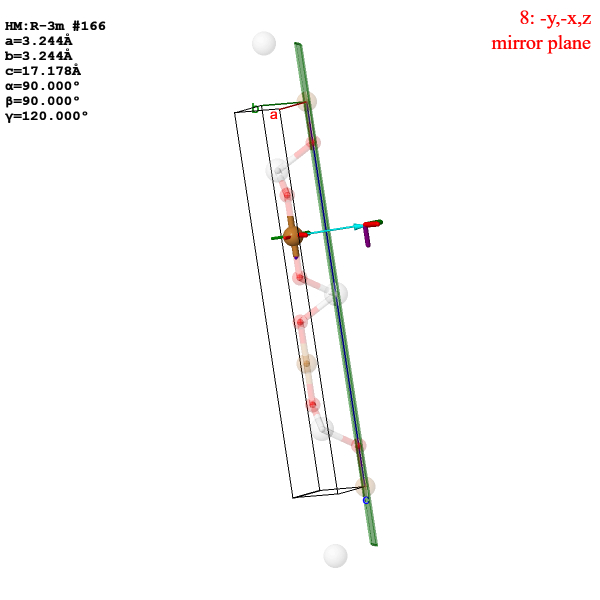 8: -y,-x,z
mirror plane
HM:R-3m #166
a=3.244Å
b=3.244Å
c=17.178Å
α=90.000°
β=90.000°
γ=120.000°
b
a
c